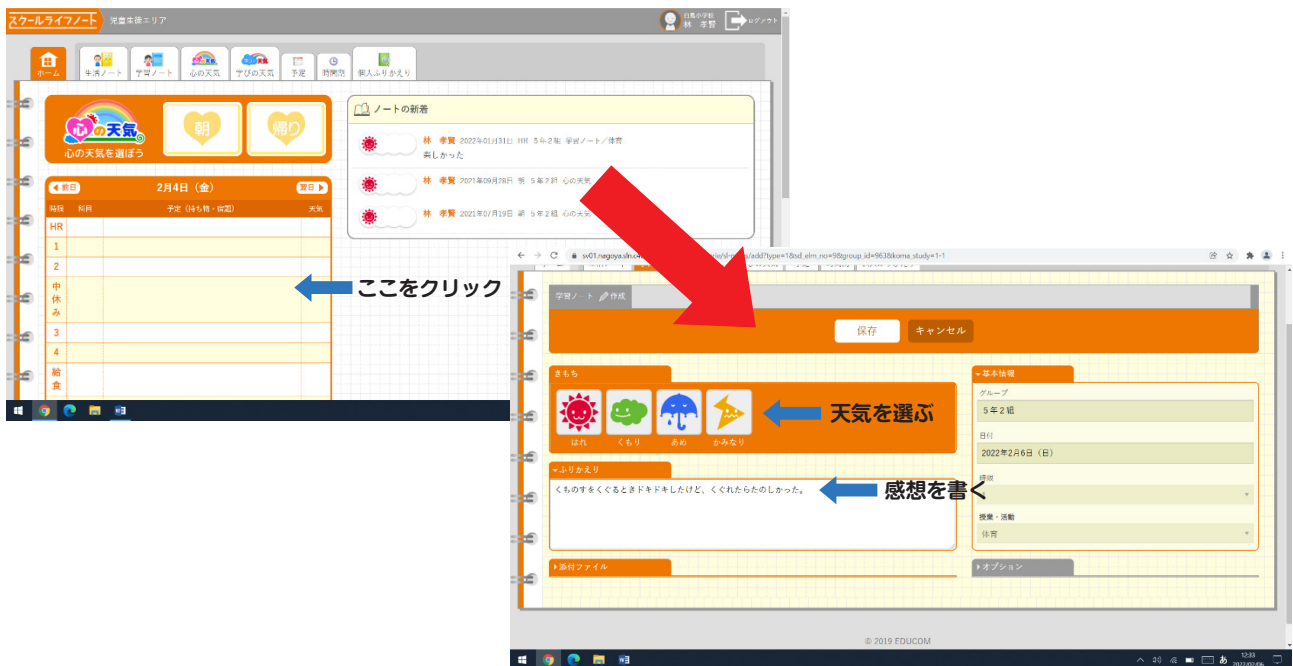 スクールライフノート 児童生徒エリア
林 孝賢 ログアウト
ホーム 生活ノート 学習ノート 心の天気 学びの天気 予定 時間割 個人ふりかえり
心の天気
心の天気を選ぼう
朝 帰り
前日 2月4日（金） 翌日
時限 科目 予定（持ち物・宿題） 天気
HR
1
2
中休み
3
4
給食
ノートの新着
林 孝賢 2022年01月31日 HR 5年2組 学習ノート／体育
楽しかった
林 孝賢 2021年09月28日 朝 5年2組 心の天気
林 孝賢 2021年07月19日 朝 5年2組 心の天気
ここをクリック
学習ノート 作成
保存 キャンセル
きもち
はれ くもり あめ かみなり
天気を選ぶ
ふりかえり
くものすをくぐるときドキドキしたけど、くぐれたらたのしかった。
感想を書く
添付ファイル
基本情報
グループ
5年2組
日付
2022年2月6日（日）
時限
授業・活動
体育
オプション
© 2019 EDUCOM
あ 12:33
2022/02/06